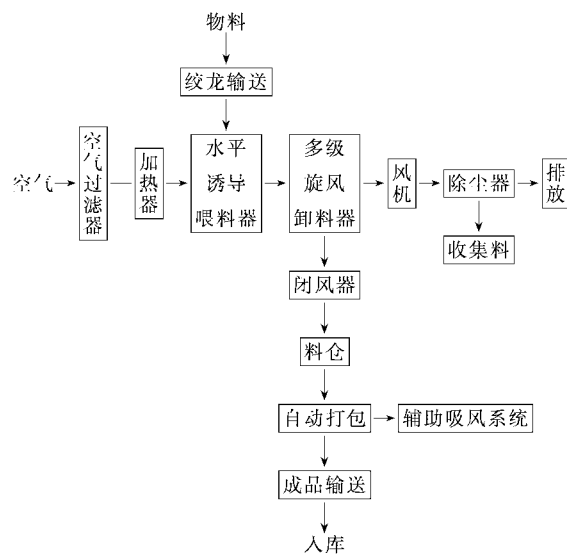 物料
绞龙输送
空气
空气过滤器
加热器
水平
诱导
喂料器
多级
旋风
卸料器
风机
除尘器
排放
收集料
闭风器
料仓
自动打包
辅助吸风系统
成品输送
入库